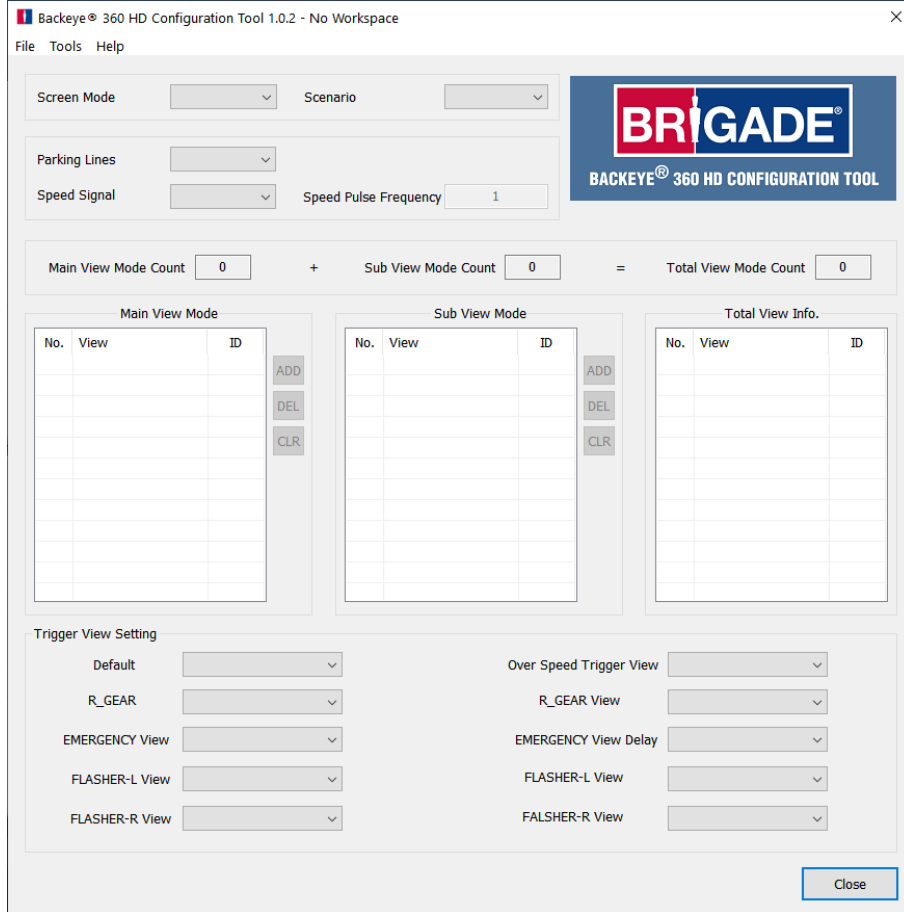 Backeye® 360 HD Configuration Tool 1.0.2 - No Workspace
File Tools Help
Screen Mode Scenario
BRIGADE®
BACKEYE® 360 HD CONFIGURATION TOOL
Parking Lines
Speed Signal Speed Pulse Frequency 1
Main View Mode Count 0 + Sub View Mode Count 0 = Total View Mode Count 0
Main View Mode Sub View Mode Total View Info.
No. View ID No. View ID No. View ID
ADD ADD
DEL DEL
CLR CLR
Trigger View Setting
Default Over Speed Trigger View
R_GEAR R_GEAR View
EMERGENCY View EMERGENCY View Delay
FLASHER-L View FLASHER-L View
FLASHER-R View FALSHER-R View
Close